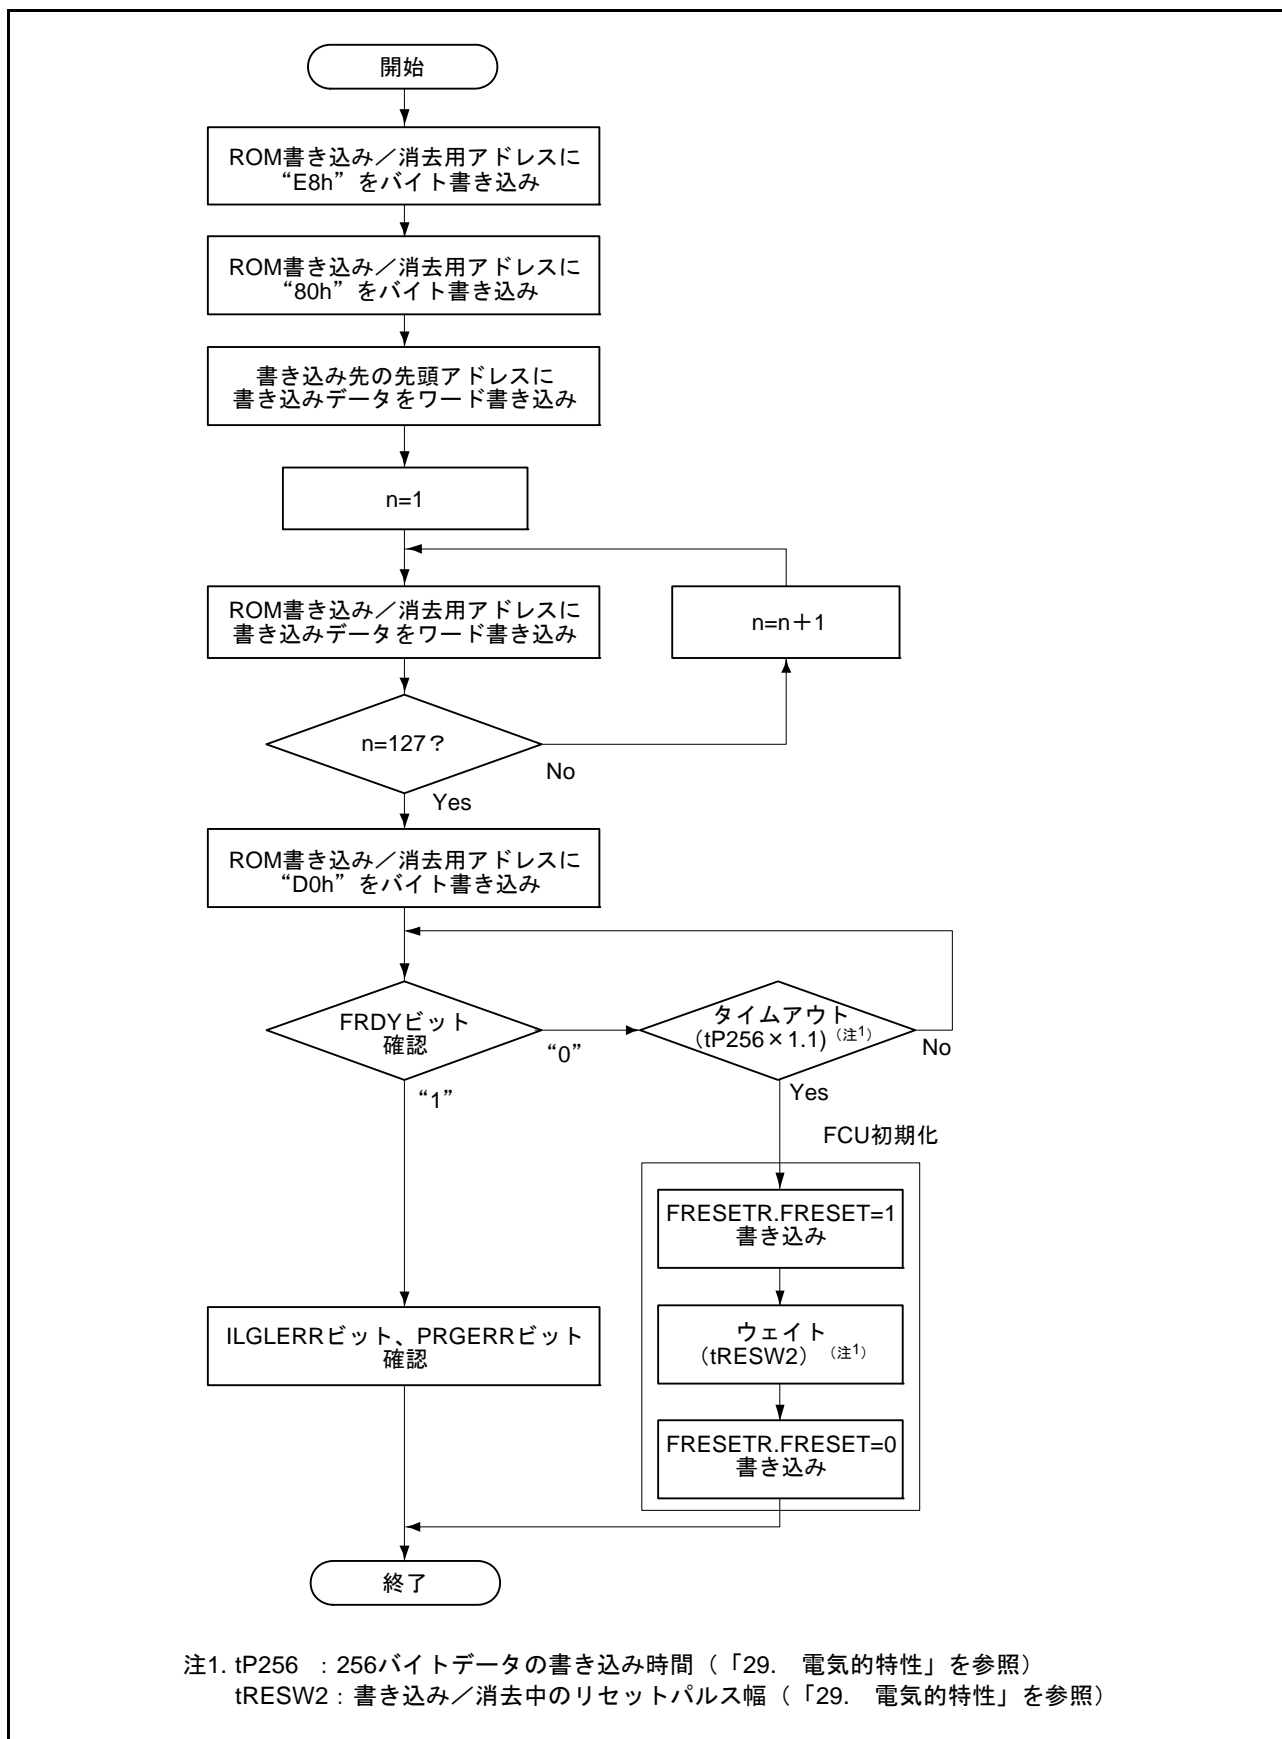 開始
ROM書き込み／消去用アドレスに
“E8h”をバイト書き込み
ROM書き込み／消去用アドレスに
“80h”をバイト書き込み
書き込み先の先頭アドレスに
書き込みデータをワード書き込み
n=1
ROM書き込み／消去用アドレスに
書き込みデータをワード書き込み
n=n＋1
n=127？
No
Yes
ROM書き込み／消去用アドレスに
“D0h”をバイト書き込み
FRDYビット
確認
“0”
“1”
タイムアウト
（tP256×1.1）（注1）
No
Yes
FCU初期化
FRESETR.FRESET=1
書き込み
ウェイト
（tRESW2）（注1）
FRESETR.FRESET=0
書き込み
ILGLERRビット、PRGERRビット
確認
終了
注1. tP256 ：256バイトデータの書き込み時間（「29. 電気的特性」を参照）
tRESW2：書き込み／消去中のリセットパルス幅（「29. 電気的特性」を参照）